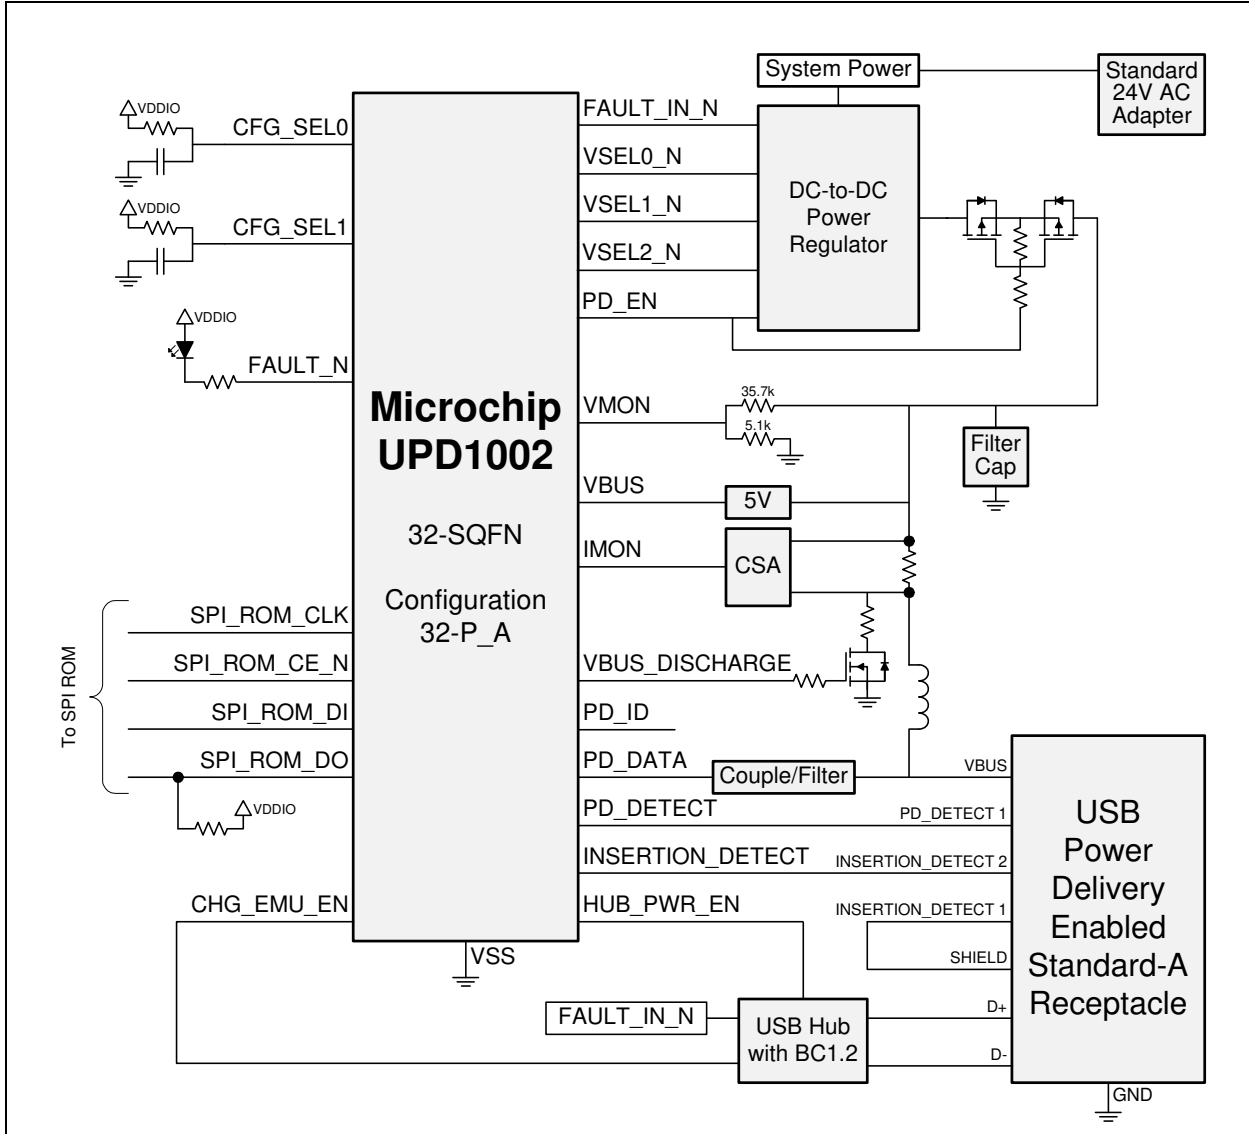 System Power
Standard
24V AC
Adapter
VDDIO
CFG_SEL0
FAULT_IN_N
VSEL0_N
DC-to-DC
Power
Regulator
VDDIO
CFG_SEL1
VSEL1_N
VSEL2_N
PD_EN
VDDIO
FAULT_N
Microchip
UPD1002
32-SQFN
Configuration
32-P_A
VMON
35.7k
5.1k
Filter
Cap
VBUS
5V
IMON
CSA
To SPI ROM
SPI_ROM_CLK
SPI_ROM_CE_N
SPI_ROM_DI
SPI_ROM_DO
VDDIO
VBUS_DISCHARGE
PD_ID
PD_DATA
Couple/Filter
PD_DETECT
INSERTION_DETECT
CHG_EMU_EN
HUB_PWR_EN
VSS
VBUS
PD_DETECT 1
INSERTION_DETECT 2
INSERTION_DETECT 1
SHIELD
D+
D-
USB
Power
Delivery
Enabled
Standard-A
Receptacle
FAULT_IN_N
USB Hub
with BC1.2
GND